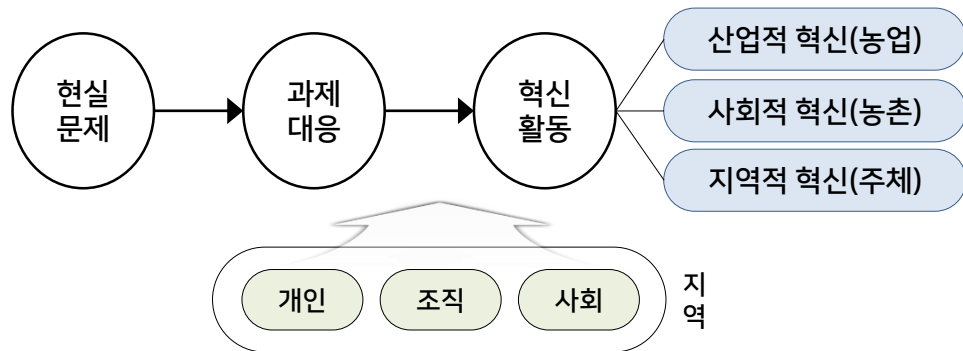 현실
문제
과제
대응
혁신
활동
산업적 혁신(농업)
사회적 혁신(농촌)
지역적 혁신(주체)
개인
조직
사회
지
역